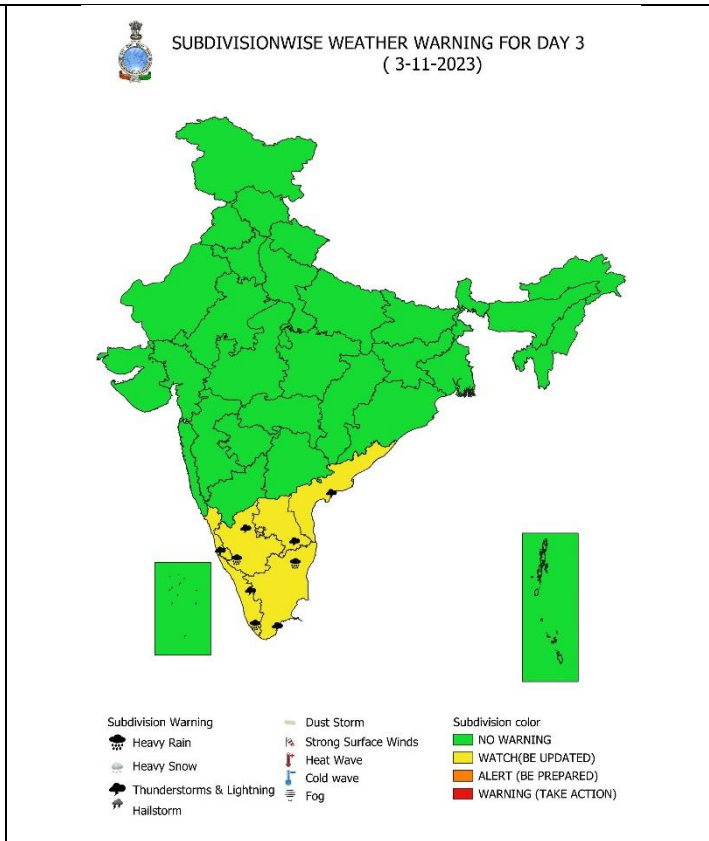 SUBDIVISIONWISE WEATHER WARNING FOR DAY 3
( 3-11-2023)
Subdivision Warning
Heavy Rain
Heavy Snow
Thunderstorms & Lightning
Hailstorm
Dust Storm
Strong Surface Winds
Heat Wave
Cold wave
Fog
Subdivision color
NO WARNING
WATCH(BE UPDATED)
ALERT (BE PREPARED)
WARNING (TAKE ACTION)